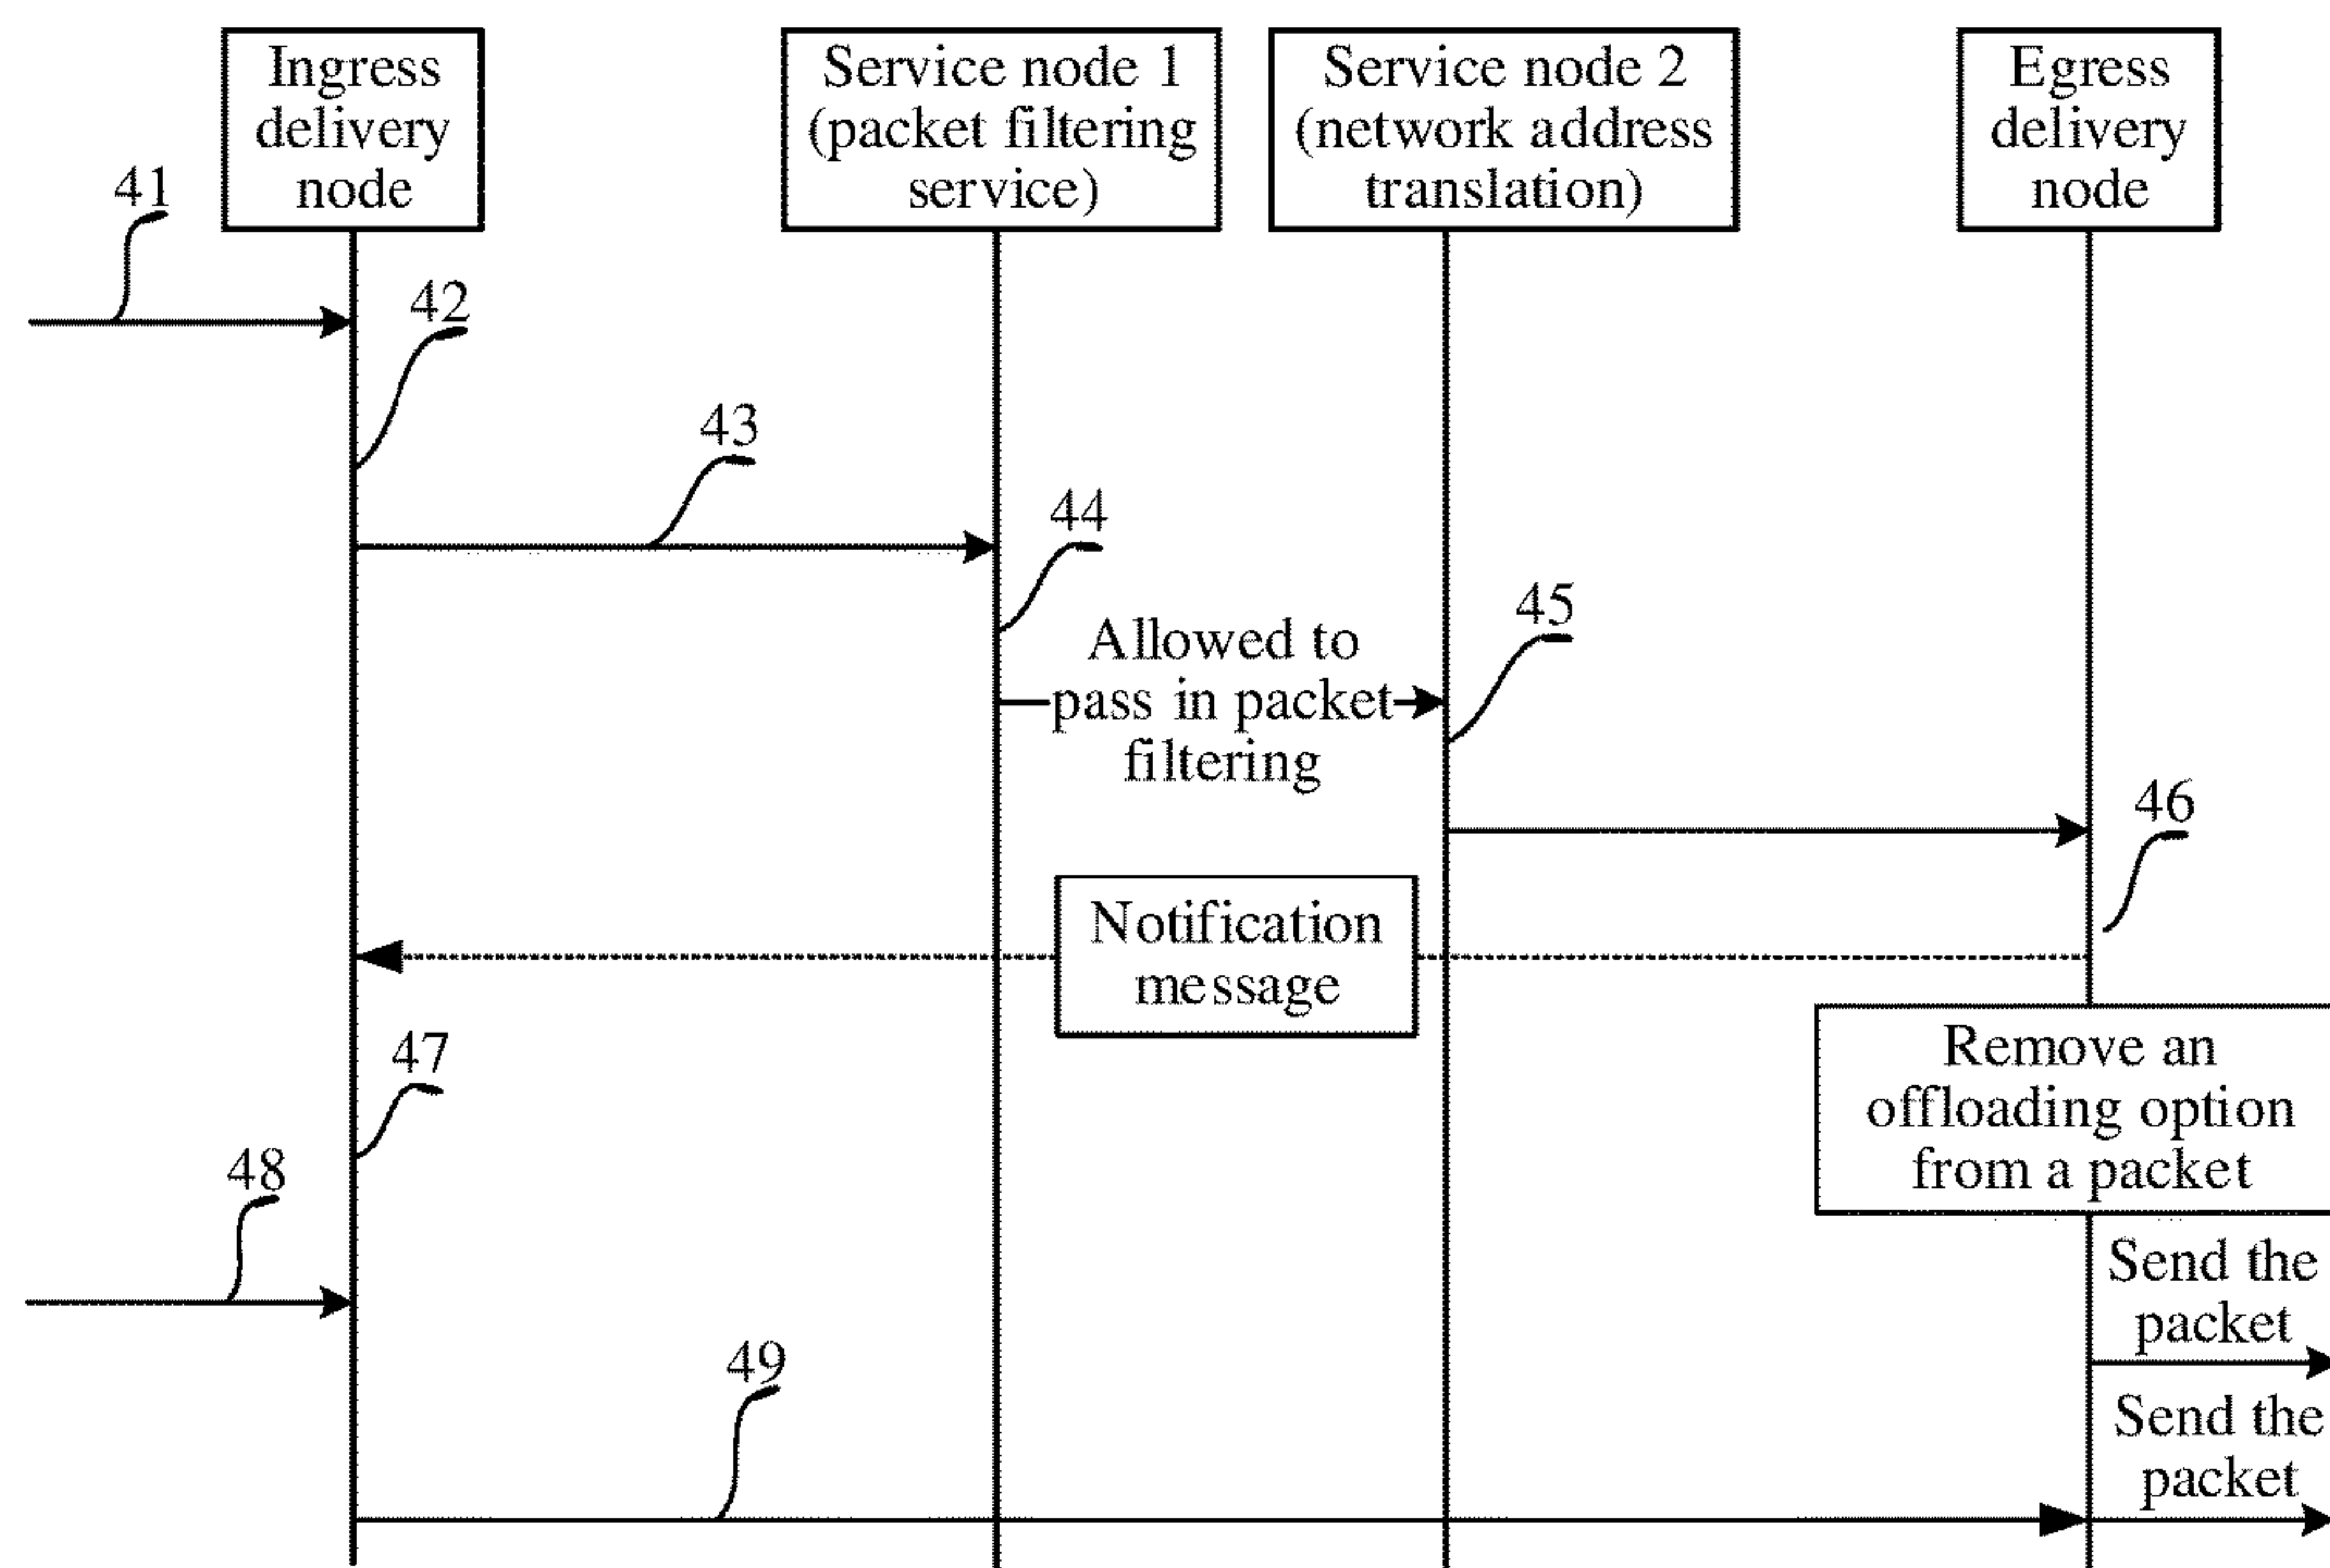 Ingress
delivery
node
Service node 1
(packet filtering
service)
Service node 2
(network address
translation)
Egress
delivery
node
41
42
43
44
Allowed to
pass in packet
filtering
45
46
Notification
message
47
Remove an
offloading option
from a packet
48
Send the
packet
49
Send the
packet